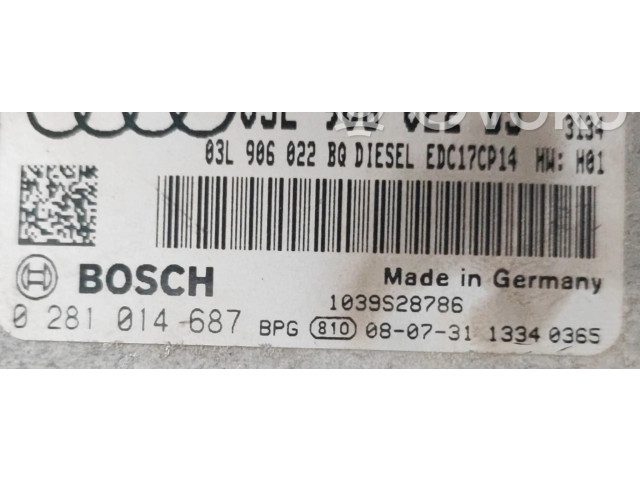 3134
03L 906 022 BQ DIESEL EDC17CP14 HW: H01
BOSCH
Made in Germany
1039S28786
0 281 014-687 BPG 810 08-07-31 1334 0365